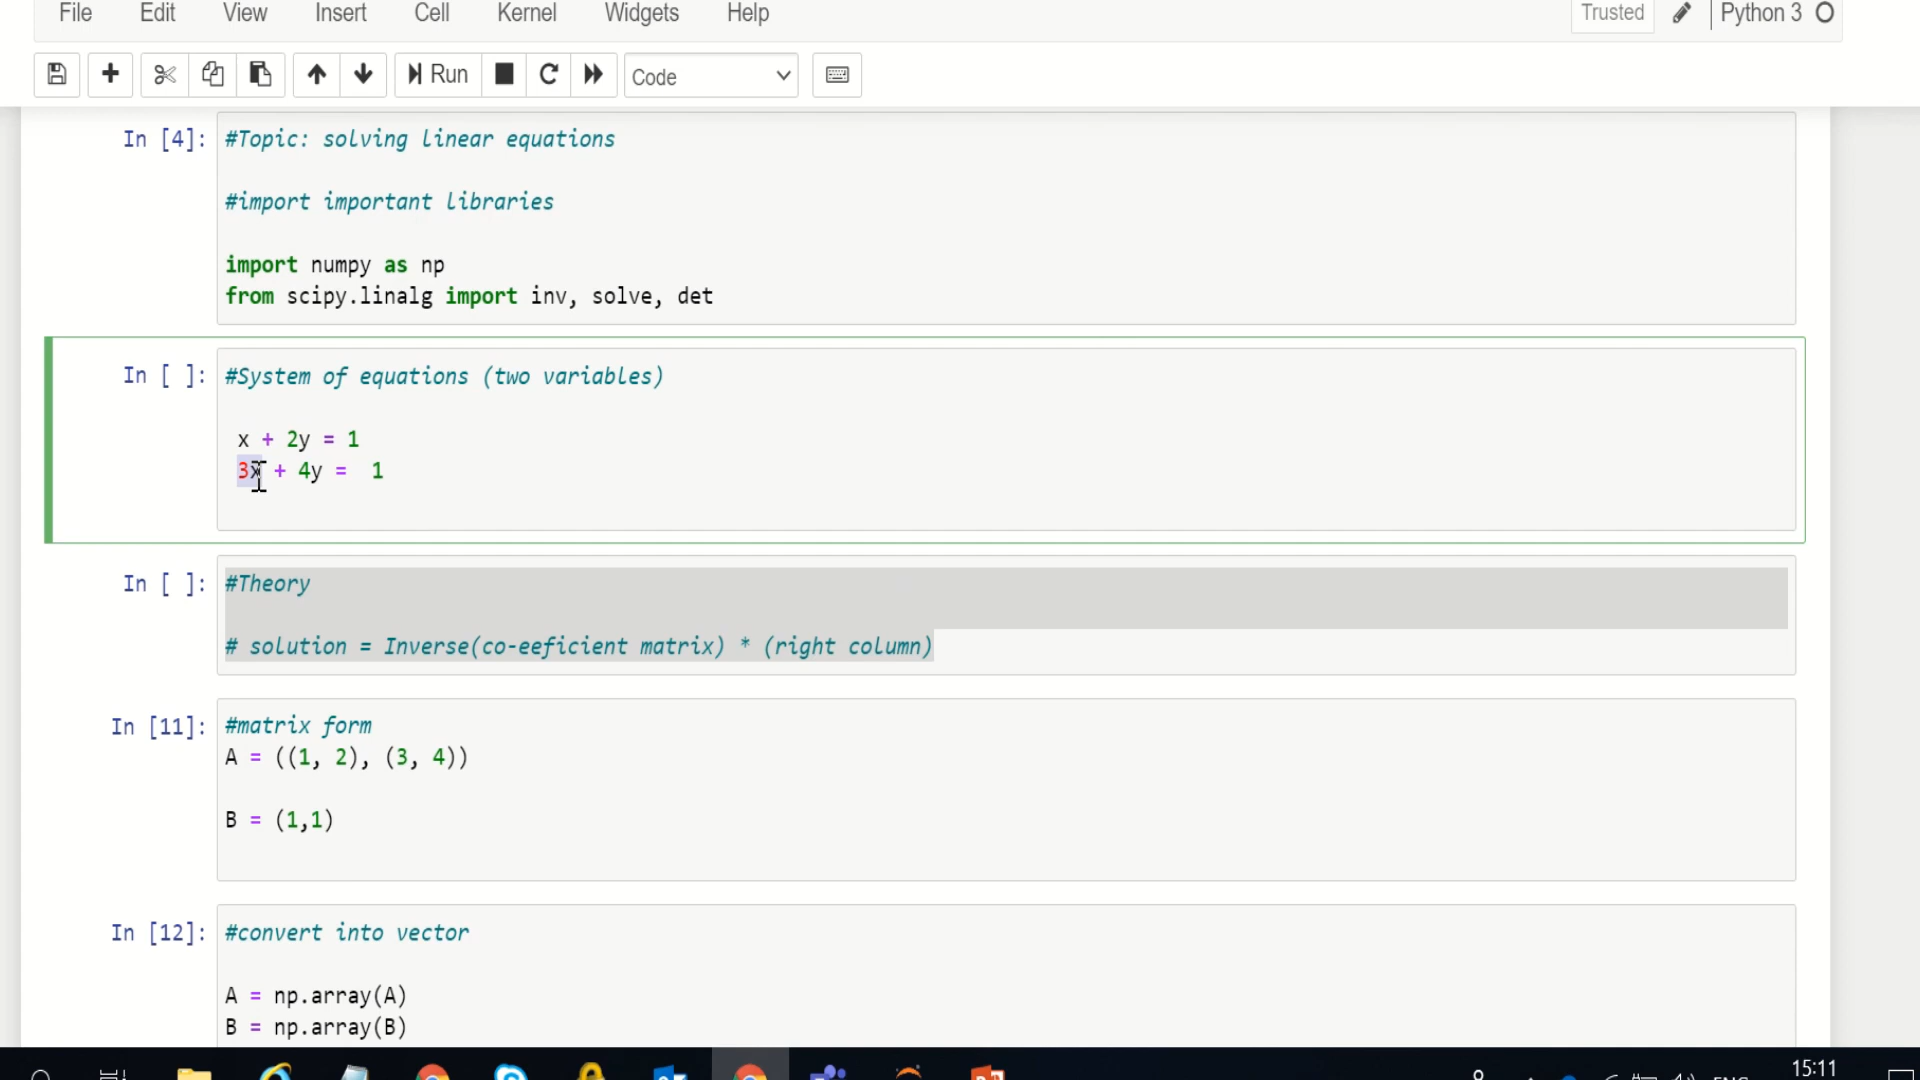 File Edit View Insert Cell Kernel Widgets Help Trusted Python 3
Run Code
In [4]: #Topic: solving linear equations
#import important libraries
import numpy as np
from scipy.linalg import inv, solve, det
In [ ]: #System of equations (two variables)
x + 2y = 1
3x + 4y =  1
In [ ]: #Theory
# solution = Inverse(co-eeficient matrix) * (right column)
In [11]: #matrix form
A = ((1, 2), (3, 4))
B = (1,1)
In [12]: #convert into vector
A = np.array(A)
B = np.array(B)
15:11